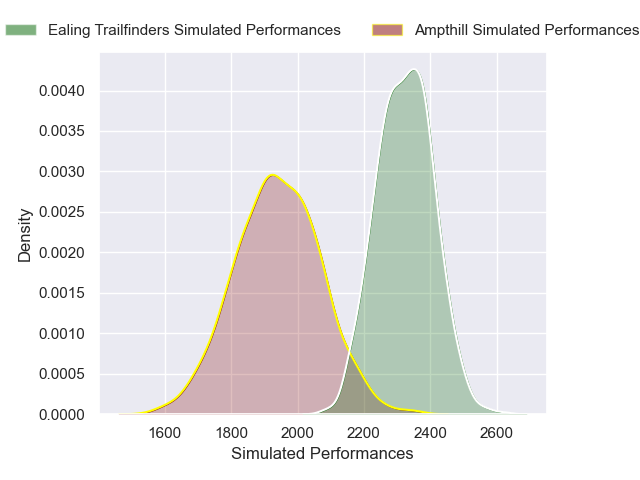 Ealing Trailfinders Simulated Performances
Ampthill Simulated Performances
0.0040
0.0035
0.0030
0.0025
0.0020
0.0015
0.0010
0.0005
0.0000
Density
1600 1800 2000 2200 2400 2600
Simulated Performances